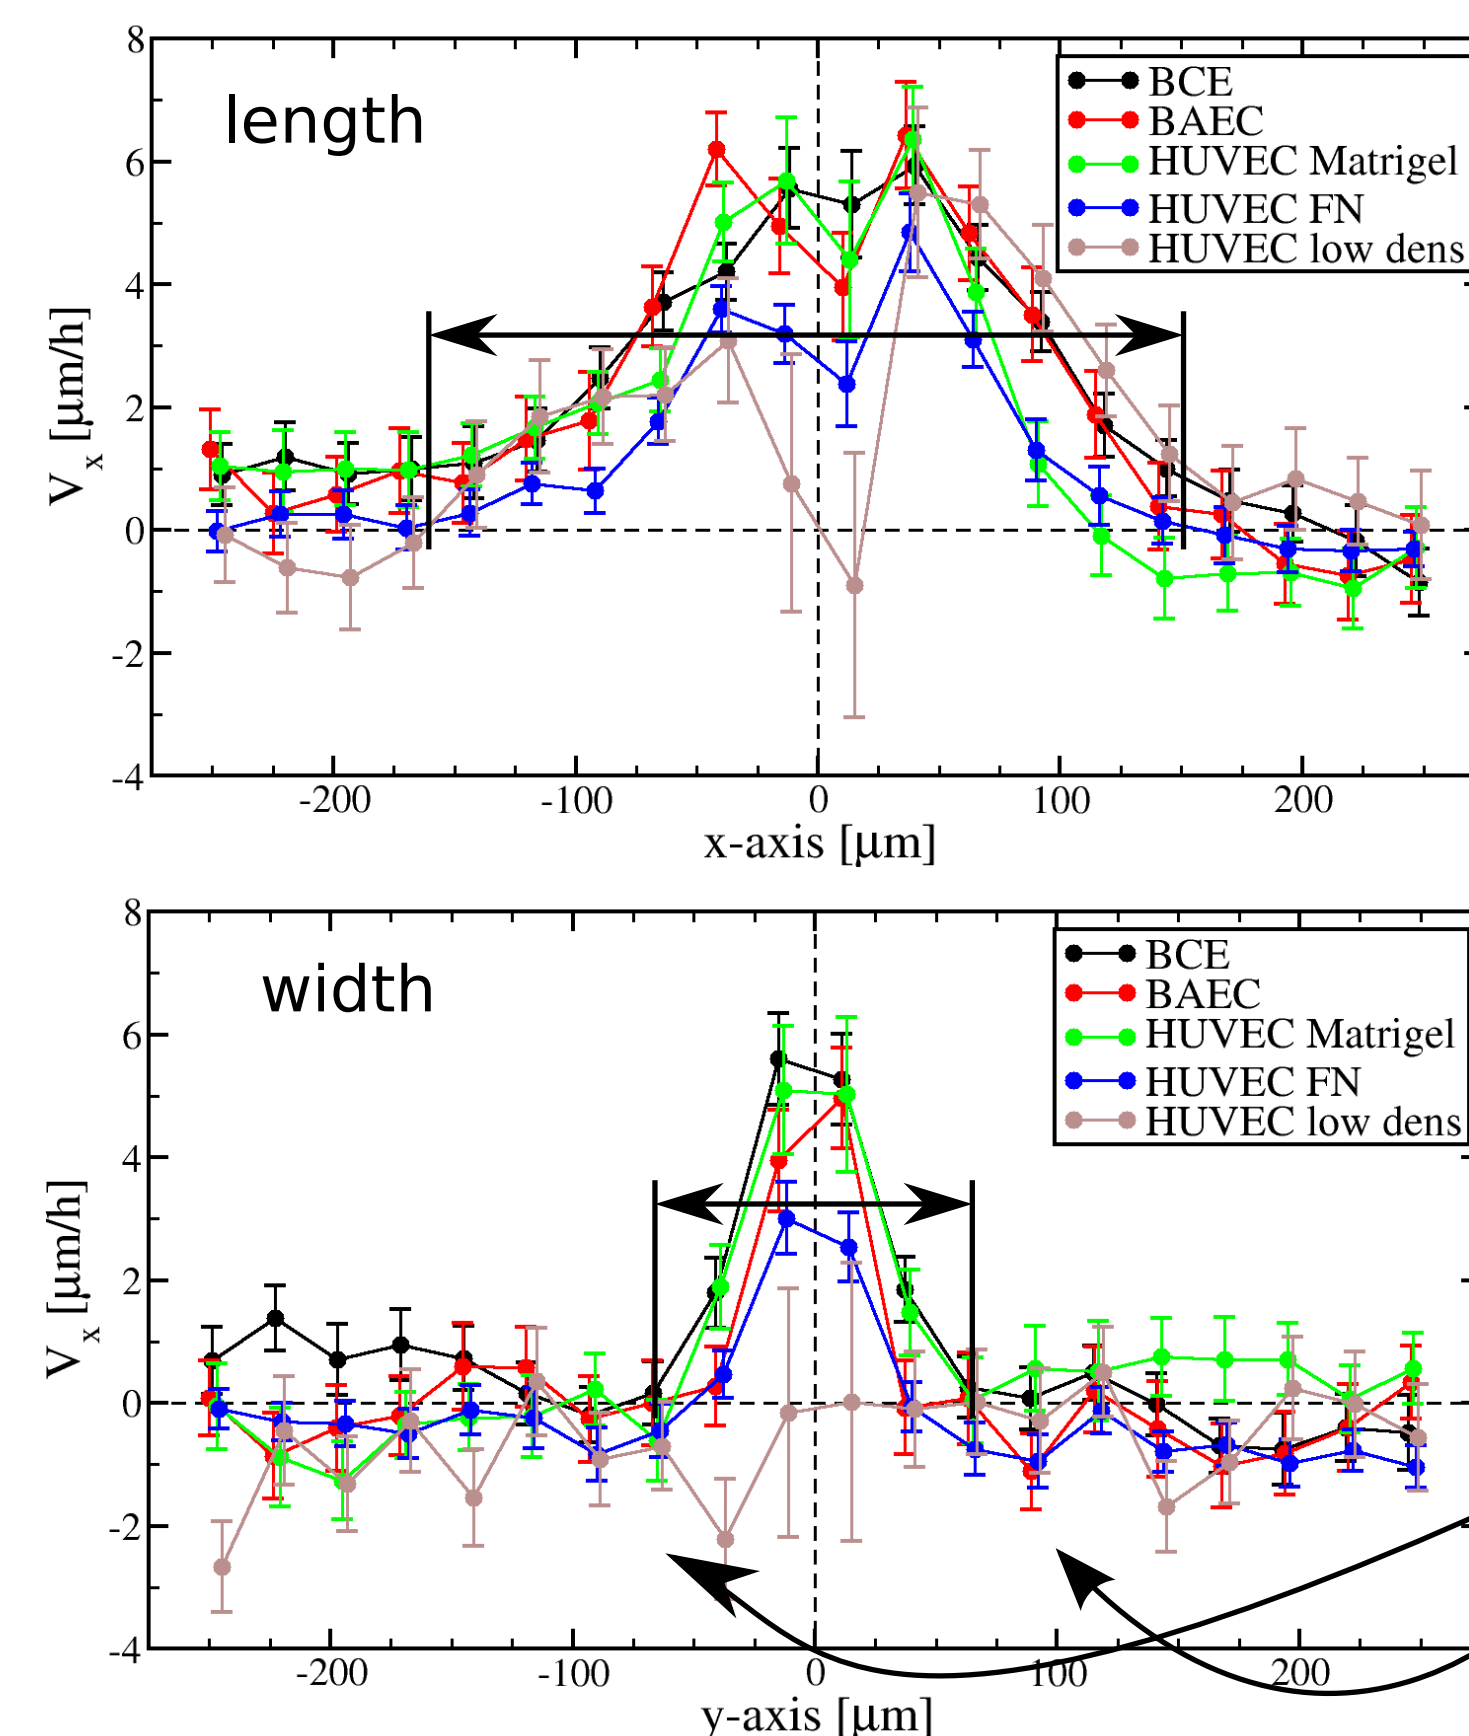 8
length
BCE
BAEC
6
HUVEC Matrigel
HUVEC FN
HUVEC low dens
4
V x [μm/h]
2
0
-2
-4
-200 -100 0 100 200
x-axis [μm]
8
width
BCE
BAEC
6
HUVEC Matrigel
HUVEC FN
HUVEC low dens
4
V x [μm/h]
2
0
-2
-4
-200 -100 0 100 200
y-axis [μm]